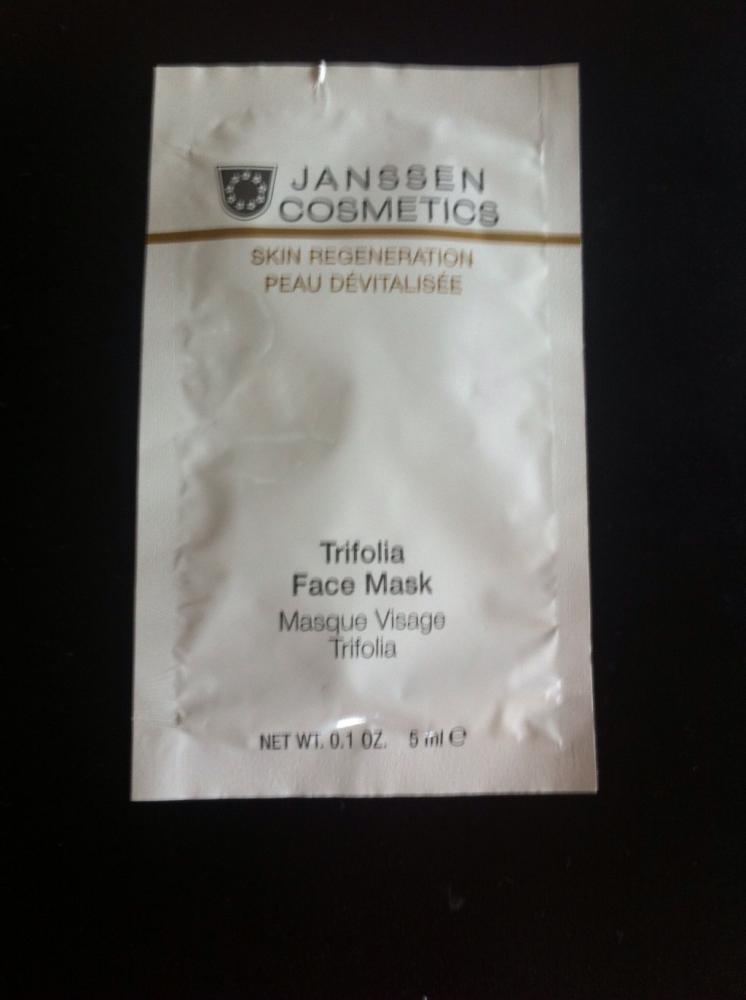 JANSSEN
COSMETICS
SKIN REGENERATION
PEAU DÉVITALISÉE
Trifolia
Face Mask
Masque Visage
Trifolia
NET WT. 0.1 OZ. 5 ml ℮